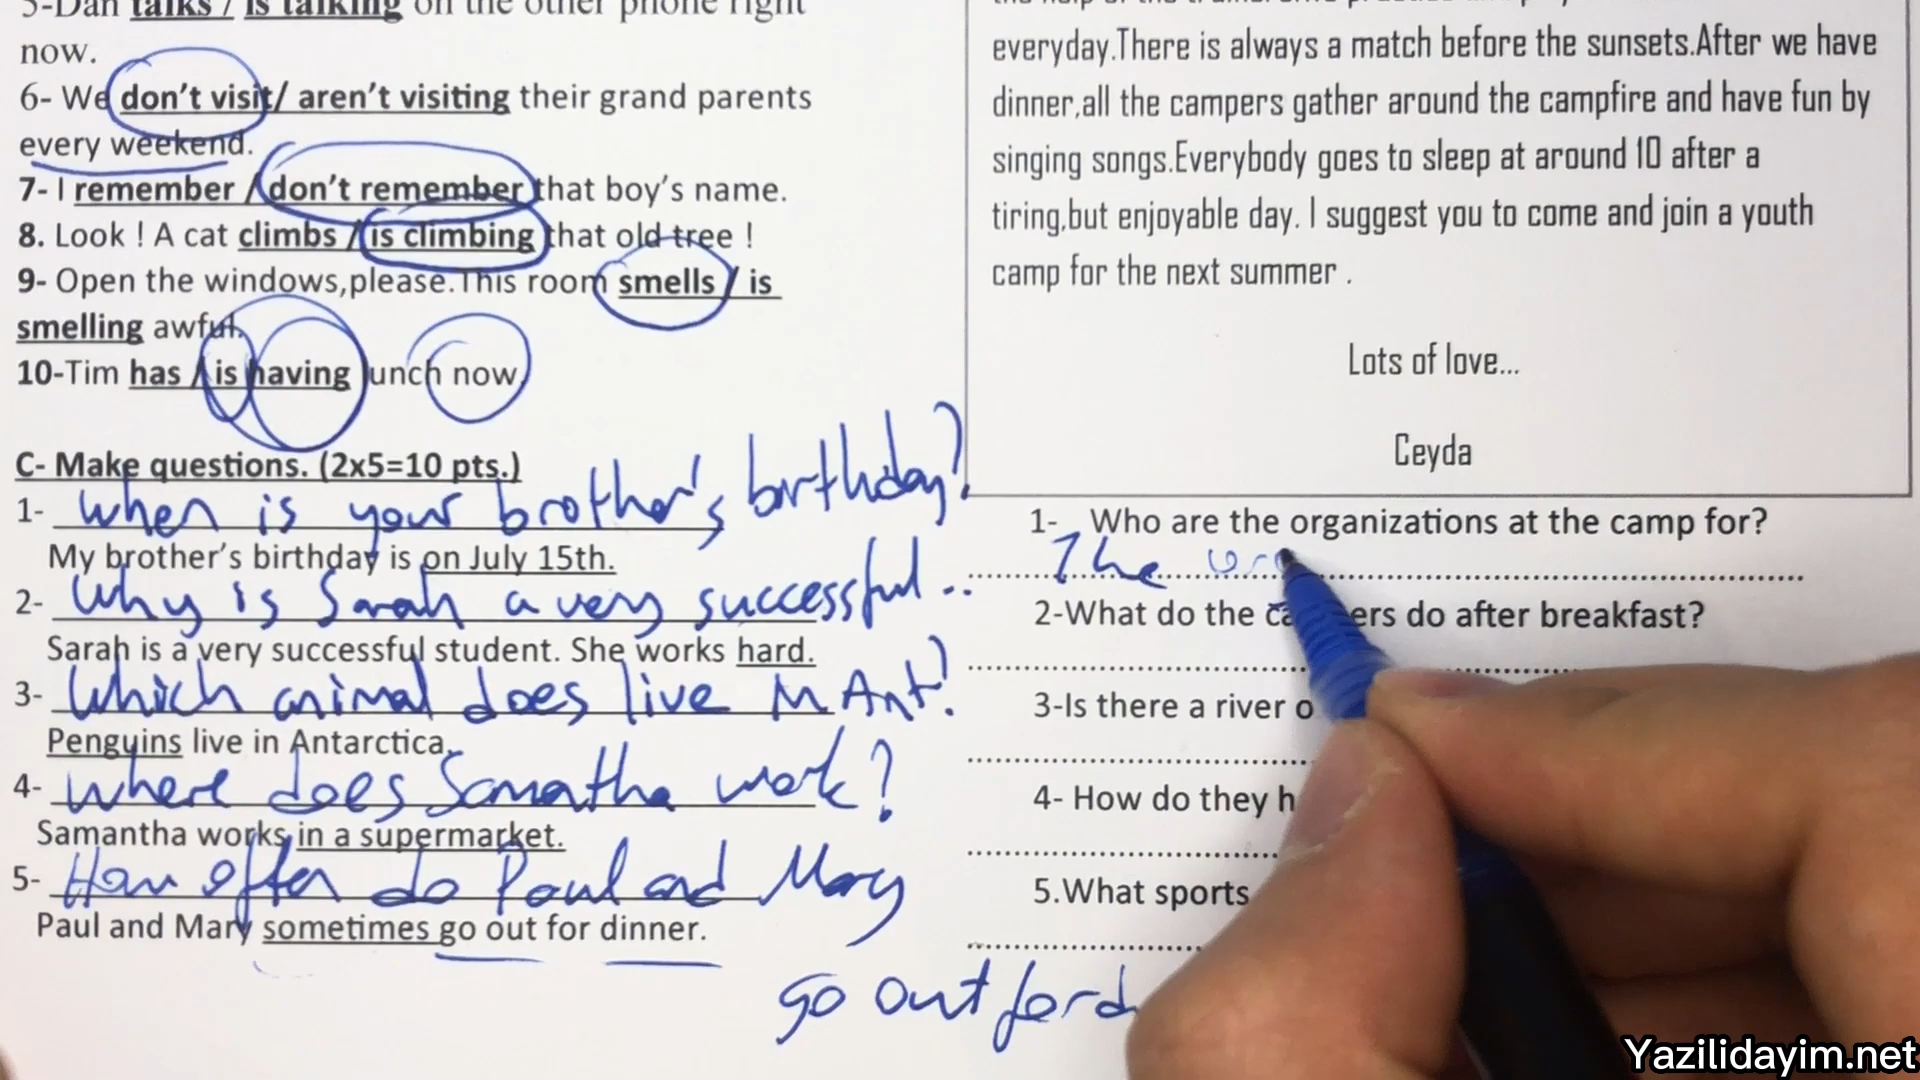 5-Dan talks / is talking on the other phone right
now.
6- We don't visit/ aren't visiting their grand parents
every weekend.
7- I remember / don't remember that boy's name.
8. Look ! A cat climbs / is climbing that old tree !
9- Open the windows,please.This room smells / is
smelling awful.
10-Tim has / is having lunch now
C- Make questions. (2x5=10 pts.)
1- when is your brother's birthday?
My brother's birthday is on July 15th.
2- why is Sarah a very successful ..
Sarah is a very successful student. She works hard.
3- Which animal does live in Ant?
Penguins live in Antarctica.
4- where does Samatha work?
Samantha works in a supermarket.
5- How often do Paul and Mary
Paul and Mary sometimes go out for dinner.
go out for d
everyday.There is always a match before the sunsets.After we have
dinner,all the campers gather around the campfire and have fun by
singing songs.Everybody goes to sleep at around 10 after a
tiring,but enjoyable day. I suggest you to come and join a youth
camp for the next summer .
Lots of love...
Ceyda
1- Who are the organizations at the camp for?
The
2-What do the ca ers do after breakfast?
3-Is there a river o
4- How do they h
5.What sports
Yazilidayim.net